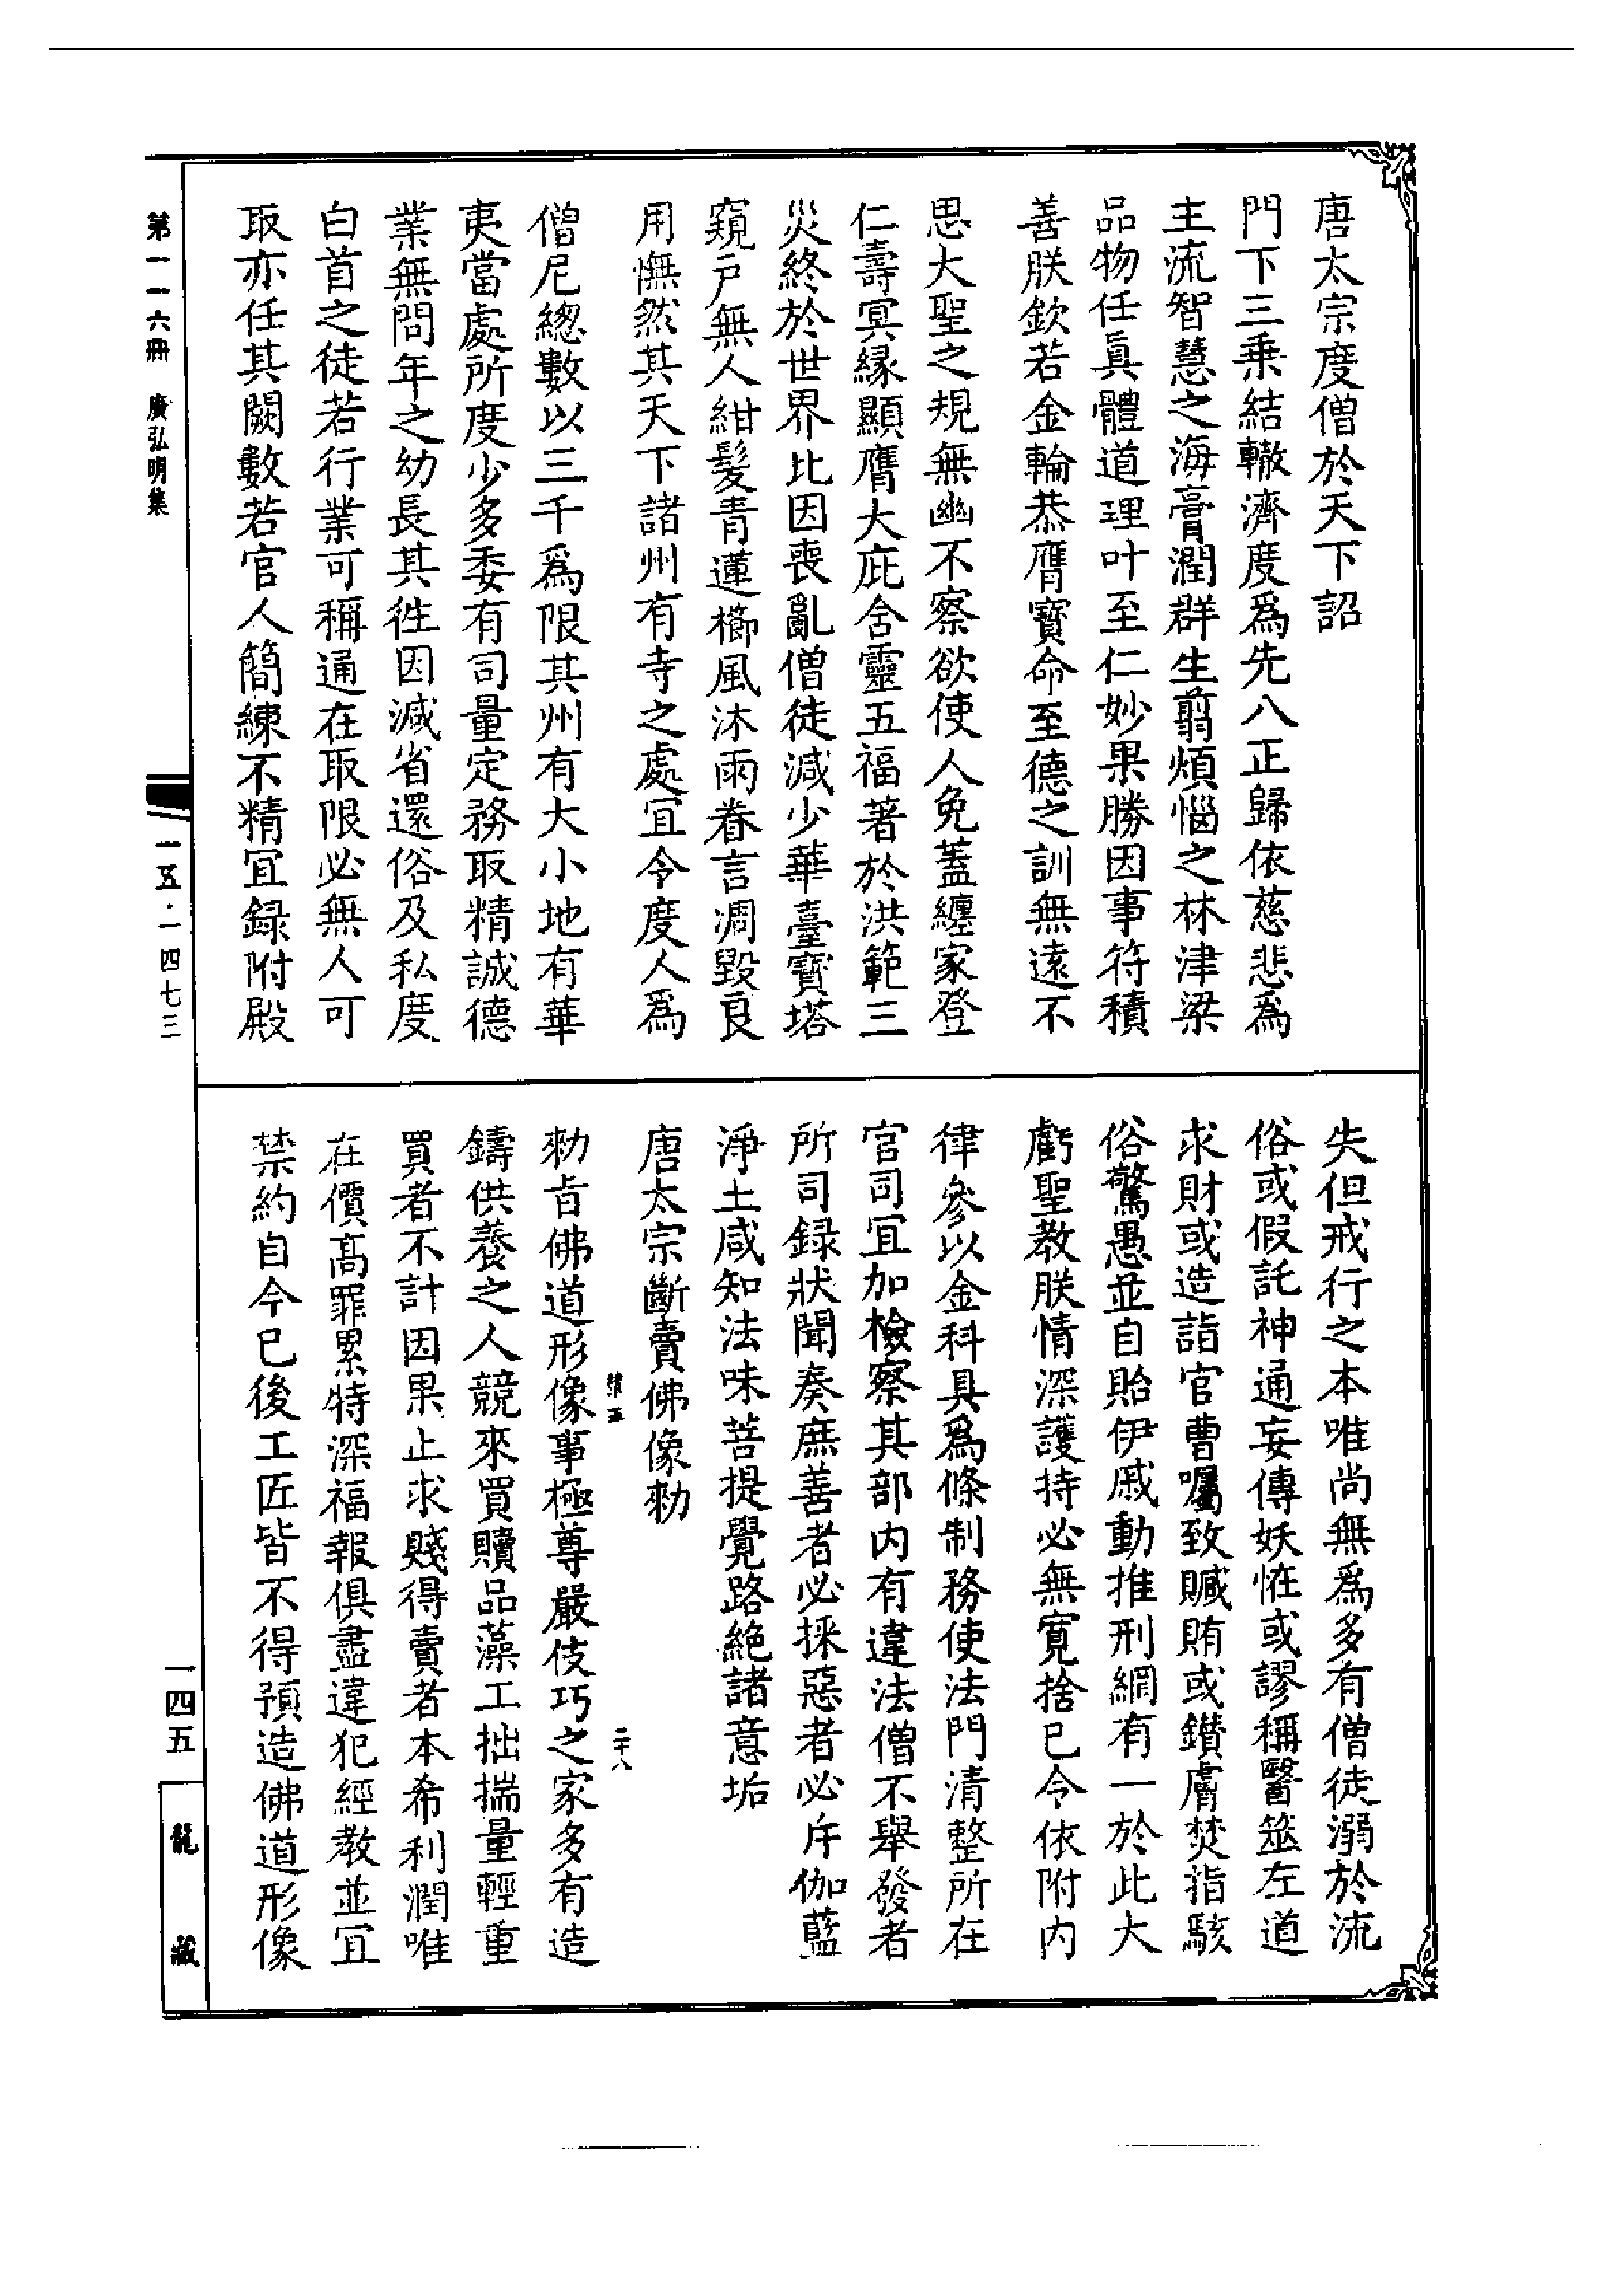 唐太宗度僧於天下詔
門下三乗結轍濟度爲先八正歸依慈悲爲
主流智慧之海膏潤群生翦煩惱之林津梁
品物任眞體道理叶至仁妙果勝因事符積
善朕欽若金輪恭膺寳命至德之訓無遠不
思大聖之規無幽不察欲使人免蓋纏家登
仁壽冥縁顯膺大庇含靈五福著於洪範三
災終於世界比因喪亂僧徒減少華臺寳塔
窺戸無人紺髮青蓮櫛風沐雨眷言凋毀良
用憮然其天下諸州有寺之處宜令度人爲
僧尼緫數以三千爲限其州有大小地有華
夷當處所度少多委有司量定務取精誠德
業無問年之幼長其徃因減省還俗及私度
白首之徒若行業可稱通在取限必無人可
取亦任其闕數若官人簡練不精宜録附殿
失但戒行之本唯尚無爲多有僧徒溺於流
俗或假託神通妄傳妖恠或謬稱醫筮左道
求財或造詣官曹囑致贓賄或鑚膚焚指駭
俗驚愚並自貽伊戚動推刑網有一於此大
虧聖教朕情深護持必無寛捨已令依附内
律參以金科具爲條制務使法門清整所在
官司宜加檢察其部内有違法僧不舉發者
所司録狀聞奏庶善者必採惡者必斥伽藍
淨土咸知法味菩提覺路絶諸意垢
唐太宗斷賣佛像勑
勑旨佛道形像事極尊嚴伎巧之家多有造
鑄供養之人競來買贖品藻工拙揣量輕重
買者不計因果止求賤得賣者本希利潤唯
在價髙罪累特深福報俱盡違犯經教並宜
禁約自今已後工匠皆不得預造佛道形像
二十八
第一一六冊 廣弘明集
一五·一四七三
一四五
龍藏